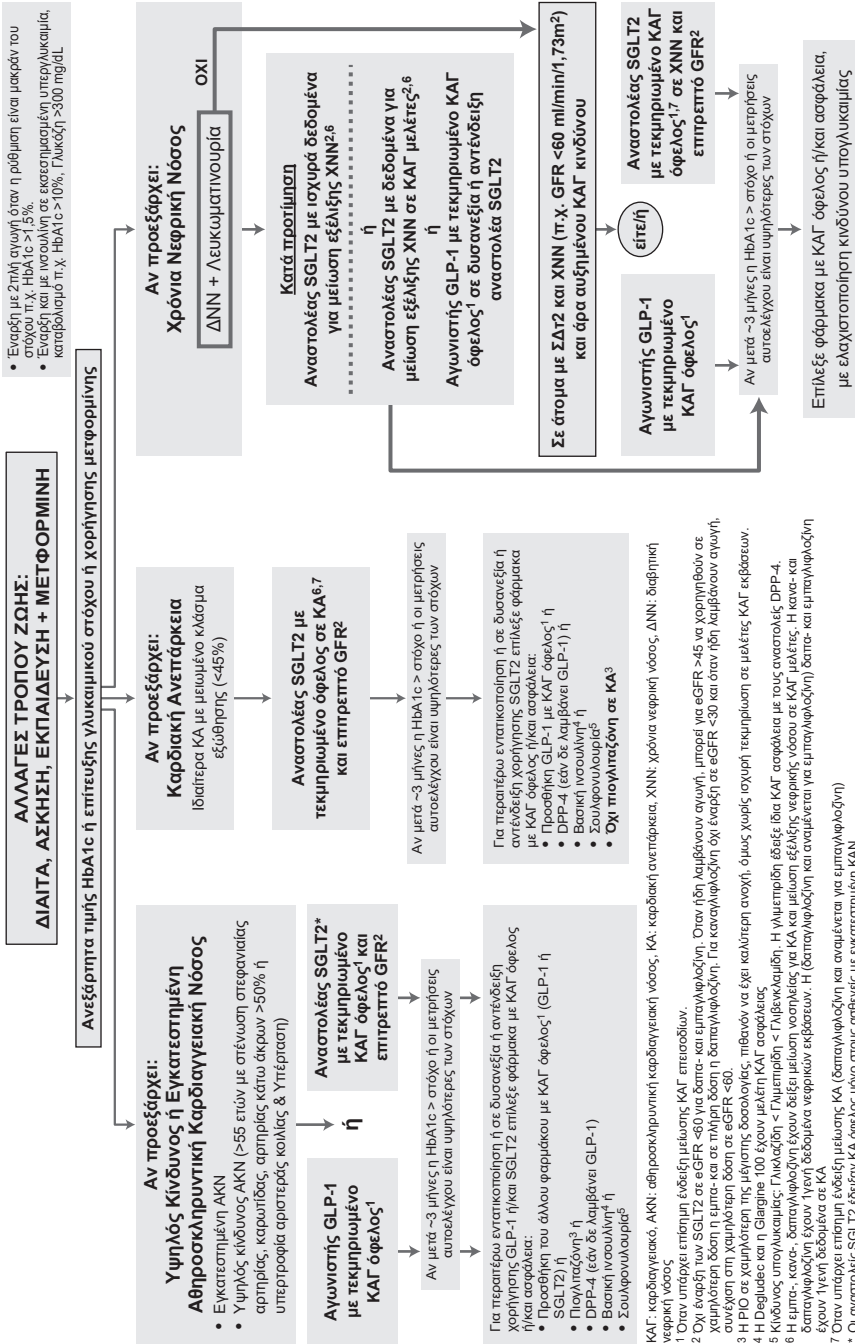 ΑΛΛΑΓΕΣ ΤΡΟΠΟΥ ΖΩΗΣ:
ΔΙΑΙΤΑ, ΑΣΚΗΣΗ, ΕΚΠΑΙΔΕΥΣΗ + ΜΕΤΦΟΡΜΙΝΗ
• Έναρξη με 2πλή αγωγή όταν η ρύθμιση είναι μακράν του
στόχου π.χ. HbA1c >1,5%.
• Έναρξη και με ινσουλίνη σε εκσεσημασμένη υπεργλυκαιμία,
καταβολισμό π.χ. HbA1c >10%, Γλυκόζη >300 mg/dL
Ανεξάρτητα τιμής HbA1c ή επίτευξης γλυκαιμικού στόχου ή χορήγησης μετφορμίνης
Αν προεξάρχει:
Υψηλός Κίνδυνος ή Εγκατεστημένη
Αθηροσκληρυντική Καρδιαγγειακή Νόσος
• Εγκατεστημένη ΑΚΝ
• Υψηλός κίνδυνος ΑΚΝ (>55 ετών με στένωση στεφανιαίας
αρτηρίας, καρωτίδας, αρτηρίας κάτω άκρων >50% ή
υπερτροφία αριστεράς κοιλίας & Υπέρταση)
Αγωνιστής GLP-1
με τεκμηριωμένο
ΚΑΓ όφελος¹
ή
Αναστολέας SGLT2*
με τεκμηριωμένο
ΚΑΓ όφελος¹ και
επιτρεπτό GFR²
Αν μετά ~3 μήνες η HbA1c > στόχο ή οι μετρήσεις
αυτοελέγχου είναι υψηλότερες των στόχων
Για περαιτέρω εντατικοποίηση ή σε δυσανεξία ή αντένδειξη
χορήγησης GLP-1 ή/και SGLT2 επίλεξε φάρμακα με ΚΑΓ όφελος
ή/και ασφάλεια:
• Προσθήκη του άλλου φαρμάκου με ΚΑΓ όφελος¹ (GLP-1 ή
SGLT2) ή
• Πιογλιταζόνη³ ή
• DPP-4 (εάν δε λαμβάνει GLP-1)
• Βασική ινσουλίνη⁴ ή
• Σουλφονυλουρία⁵
Αν προεξάρχει:
Καρδιακή Ανεπάρκεια
Ιδιαίτερα ΚΑ με μειωμένο κλάσμα
εξώθησης (<45%)
Αναστολέας SGLT2 με
τεκμηριωμένο όφελος σε ΚΑ⁶,⁷
και επιτρεπτό GFR²
Αν μετά ~3 μήνες η HbA1c > στόχο ή οι μετρήσεις
αυτοελέγχου είναι υψηλότερες των στόχων
Για περαιτέρω εντατικοποίηση ή σε δυσανεξία ή
αντένδειξη χορήγησης SGLT2 επίλεξε φάρμακα
με ΚΑΓ όφελος ή/και ασφάλεια:
• Προσθήκη GLP-1 με ΚΑΓ όφελος¹ ή
• DPP-4 (εάν δε λαμβάνει GLP-1) ή
• Βασική ινσουλίνη⁴ ή
• Σουλφονυλουρία⁵
• Όχι πιογλιταζόνη σε ΚΑ³
Αν προεξάρχει:
Χρόνια Νεφρική Νόσος
ΔΝΝ + Λευκωματινουρία
ΟΧΙ
Κατά προτίμηση
Αναστολέας SGLT2 με ισχυρά δεδομένα
για μείωση εξέλιξης ΧΝΝ²,⁶
ή
Αναστολέας SGLT2 με δεδομένα για
μείωση εξέλιξης ΧΝΝ σε ΚΑΓ μελέτες²,⁶
ή
Αγωνιστής GLP-1 με τεκμηριωμένο ΚΑΓ
όφελος¹ σε δυσανεξία ή αντένδειξη
αναστολέα SGLT2
Σε άτομα με ΣΔτ2 και ΧΝΝ (π.χ. GFR <60 ml/min/1,73m²)
και άρα αυξημένου ΚΑΓ κινδύνου
Αγωνιστής GLP-1
με τεκμηριωμένο
ΚΑΓ όφελος¹
είτε/ή
Αναστολέας SGLT2
με τεκμηριωμένο ΚΑΓ
όφελος¹,⁷ σε ΧΝΝ και
επιτρεπτό GFR²
Αν μετά ~3 μήνες η HbA1c > στόχο ή οι μετρήσεις
αυτοελέγχου είναι υψηλότερες των στόχων
Επίλεξε φάρμακα με ΚΑΓ όφελος ή/και ασφάλεια,
με ελαχιστοποίηση κινδύνου υπογλυκαιμίας
ΚΑΓ: καρδιαγγειακό, ΑΚΝ: αθηροσκληρυντική καρδιαγγειακή νόσος, ΚΑ: καρδιακή ανεπάρκεια, ΧΝΝ: χρόνια νεφρική νόσος, ΔΝΝ: διαβητική
νεφρική νόσος
1 Όταν υπάρχει επίσημη ένδειξη μείωσης ΚΑΓ επεισοδίων.
2 Όχι έναρξη των SGLT2 σε eGFR <60 για δαπα- και εμπαγλιφλοζίνη. Όταν ήδη λαμβάνουν αγωγή, μπορεί για eGFR >45 να χορηγηθούν σε
χαμηλότερη δόση η εμπα- και σε πλήρη δόση η δαπαγλιφλοζίνη. Για καναγλιφλοζίνη όχι έναρξη σε eGFR <30 και όταν ήδη λαμβάνουν αγωγή,
συνέχιση στη χαμηλότερη δόση σε eGFR <60.
3 Η PIO σε χαμηλότερη της μέγιστης δοσολογίας, πιθανόν να έχει καλύτερη ανοχή, όμως χωρίς ισχυρή τεκμηρίωση σε μελέτες ΚΑΓ εκβάσεων.
4 Η Degludec και η Glargine 100 έχουν μελέτη ΚΑΓ ασφάλειας
5 Κίνδυνος υπογλυκαιμίας: Γλικλαζίδη < Γλιμεπιρίδη < Γλιβενκλαμίδη. Η γλιμεπιρίδη έδειξε ίδια ΚΑΓ ασφάλεια με τους αναστολείς DPP-4.
6 Η εμπα-, κανα-, δαπαγλιφλοζίνη έχουν δείξει μείωση νοσηλείας για ΚΑ και μείωση εξέλιξης νεφρικής νόσου σε ΚΑΓ μελέτες. Η κανα- και
δαπαγλιφλοζίνη έχουν 1γενή δεδομένα νεφρικών εκβάσεων. Η (δαπαγλιφλοζίνη και αναμένεται για εμπαγλιφλοζίνη) δαπα- και εμπαγλιφλοζίνη
έχουν 1γενή δεδομένα σε ΚΑ
7 Όταν υπάρχει επίσημη ένδειξη μείωσης ΚΑ (δαπαγλιφλοζίνη και αναμένεται για εμπαγλιφλοζίνη)
* Οι αναστολείς SGLT2 έδειξαν ΚΑ όφελος μόνο στους ασθενείς με εγκατεστημένη ΚΑΝ